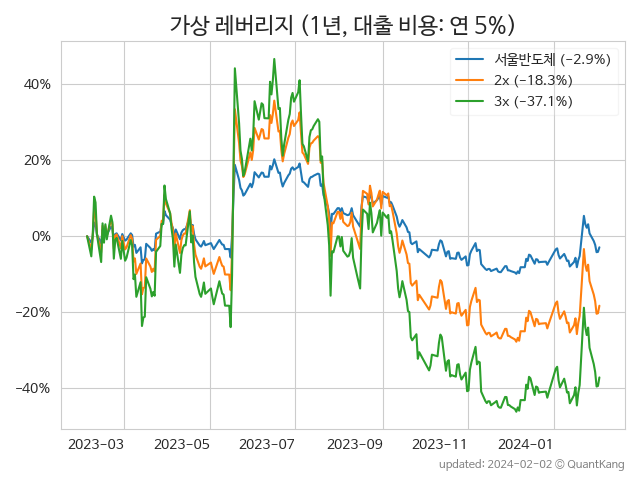 가상 레버리지 (1년, 대출 비용: 연 5%)
서울반도체 (−2.9%)
2x (−18.3%)
3x (−37.1%)
40%
20%
0%
−20%
−40%
2023-03 2023-05 2023-07 2023-09 2023-11 2024-01
updated: 2024-02-02 © QuantKang